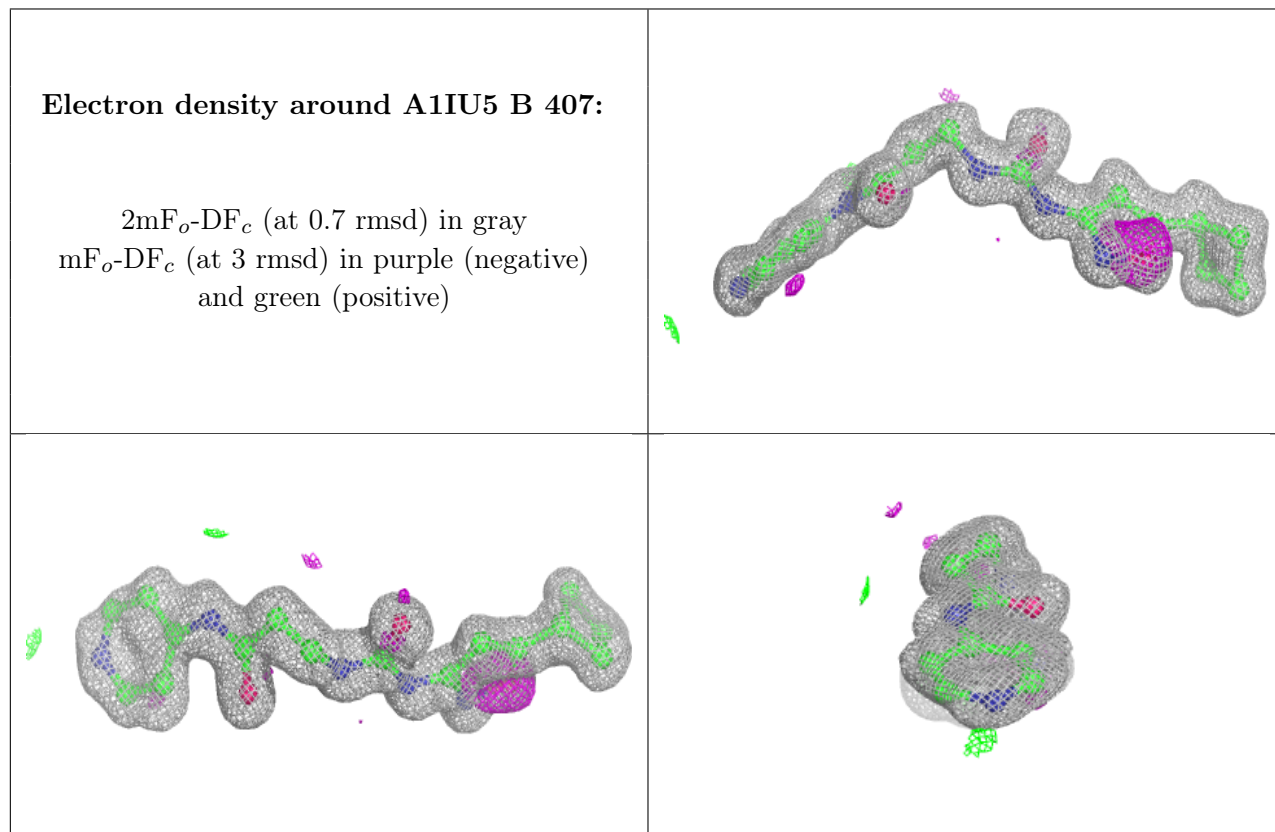 Electron density around A1IU5 B 407:
2mFo-DFc (at 0.7 rmsd) in gray
mFo-DFc (at 3 rmsd) in purple (negative)
and green (positive)